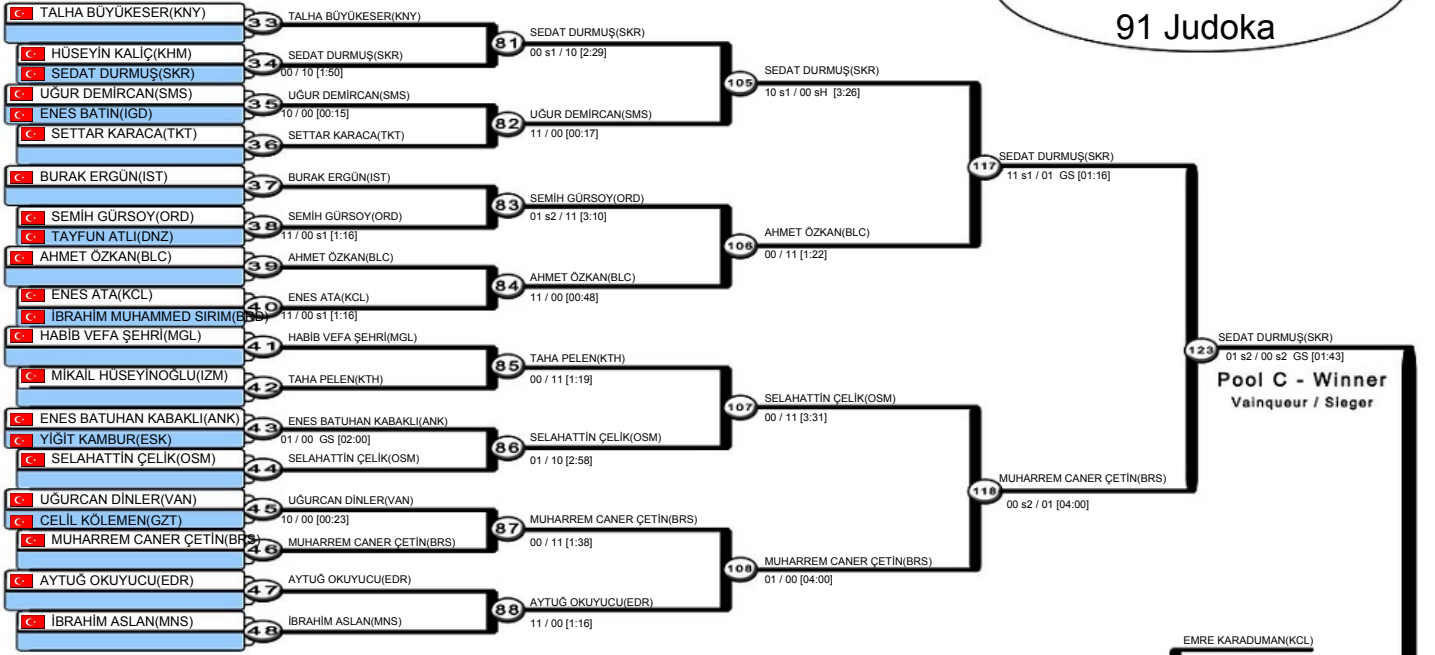 91 Judoka
TALHA BÜYÜKESER(KNY)
HÜSEYİN KALİÇ(KHM)
SEDAT DURMUŞ(SKR)
UĞUR DEMİRCAN(SMS)
ENES BATIN(IGD)
SETTAR KARACA(TKT)
BURAK ERGÜN(IST)
SEMİH GÜRSOY(ORD)
TAYFUN ATLI(DNZ)
AHMET ÖZKAN(BLC)
ENES ATA(KCL)
İBRAHİM MUHAMMED SIRIM(BRD)
HABİB VEFA ŞEHRİ(MGL)
MİKAİL HÜSEYİNOĞLU(IZM)
ENES BATUHAN KABAKLI(ANK)
YİĞİT KAMBUR(ESK)
SELAHATTİN ÇELİK(OSM)
UĞURCAN DİNLER(VAN)
CELİL KÖLEMEN(GZT)
MUHARREM CANER ÇETİN(BRS)
AYTUĞ OKUYUCU(EDR)
İBRAHİM ASLAN(MNS)
33
TALHA BÜYÜKESER(KNY)
34
SEDAT DURMUŞ(SKR)
00 / 10 [1:50]
35
UĞUR DEMİRCAN(SMS)
10 / 00 [00:15]
36
SETTAR KARACA(TKT)
37
BURAK ERGÜN(IST)
38
SEMİH GÜRSOY(ORD)
11 / 00 s1 [1:16]
39
AHMET ÖZKAN(BLC)
40
ENES ATA(KCL)
11 / 00 s1 [1:16]
41
HABİB VEFA ŞEHRİ(MGL)
42
TAHA PELEN(KTH)
43
ENES BATUHAN KABAKLI(ANK)
01 / 00 GS [02:00]
44
SELAHATTİN ÇELİK(OSM)
45
UĞURCAN DİNLER(VAN)
10 / 00 [00:23]
46
MUHARREM CANER ÇETİN(BRS)
47
AYTUĞ OKUYUCU(EDR)
48
İBRAHİM ASLAN(MNS)
81
SEDAT DURMUŞ(SKR)
00 s1 / 10 [2:29]
82
UĞUR DEMİRCAN(SMS)
11 / 00 [00:17]
83
SEMİH GÜRSOY(ORD)
01 s2 / 11 [3:10]
84
AHMET ÖZKAN(BLC)
11 / 00 [00:48]
85
TAHA PELEN(KTH)
00 / 11 [1:19]
86
SELAHATTİN ÇELİK(OSM)
01 / 10 [2:58]
87
MUHARREM CANER ÇETİN(BRS)
00 / 11 [1:38]
88
AYTUĞ OKUYUCU(EDR)
11 / 00 [1:16]
105
SEDAT DURMUŞ(SKR)
10 s1 / 00 sH [3:26]
106
AHMET ÖZKAN(BLC)
00 / 11 [1:22]
107
SELAHATTİN ÇELİK(OSM)
00 / 11 [3:31]
108
MUHARREM CANER ÇETİN(BRS)
01 / 00 [04:00]
117
SEDAT DURMUŞ(SKR)
11 s1 / 01 GS [01:16]
118
MUHARREM CANER ÇETİN(BRS)
00 s2 / 01 [04:00]
123
SEDAT DURMUŞ(SKR)
01 s2 / 00 s2 GS [01:43]
Pool C - Winner
Vainqueur / Sieger
EMRE KARADUMAN(KCL)